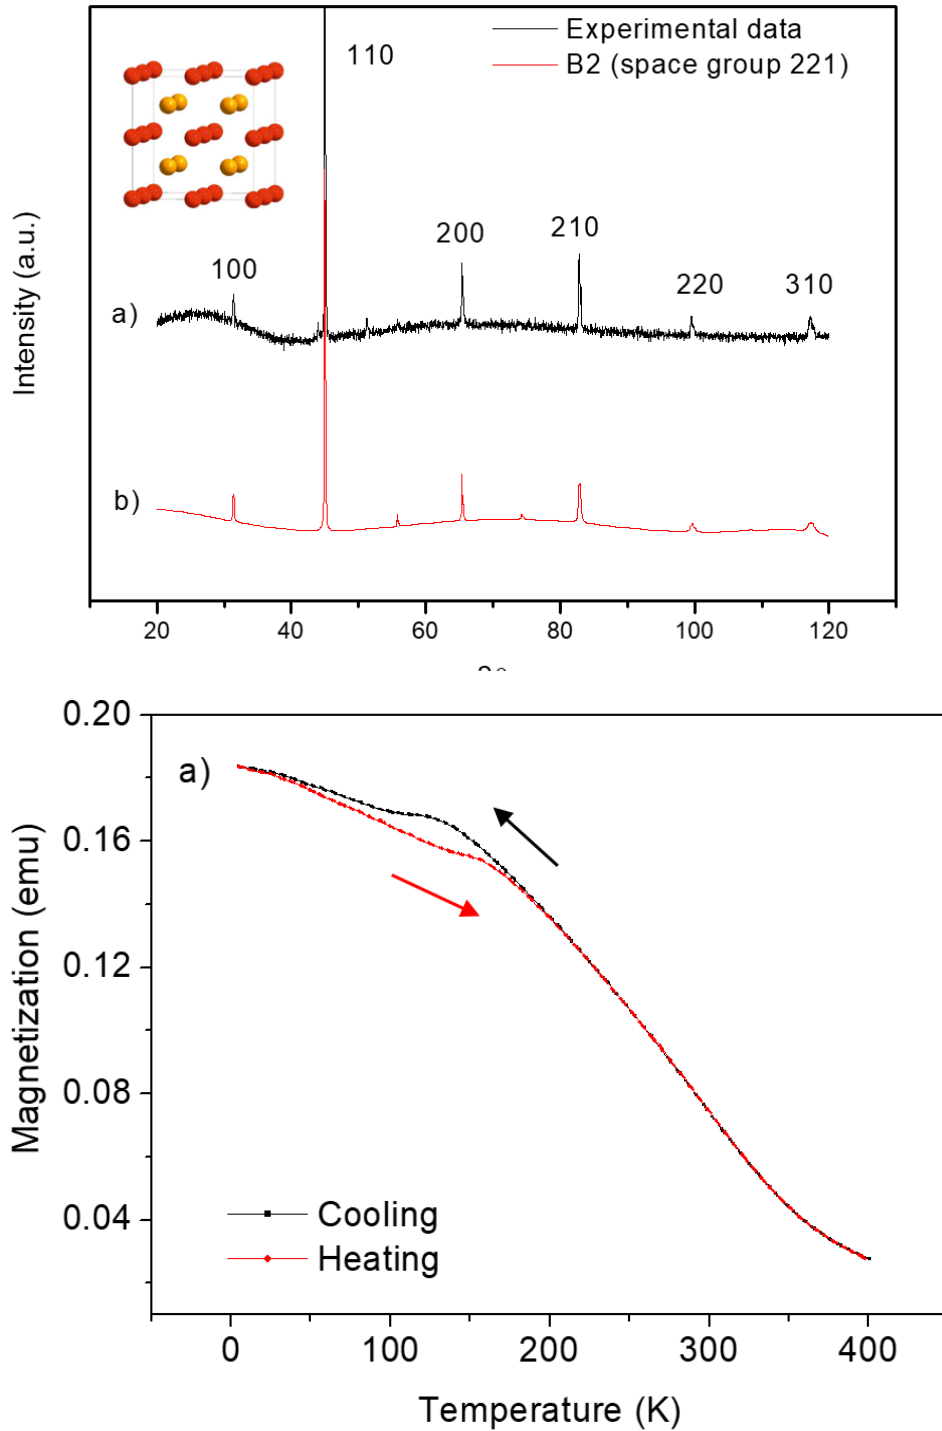 Experimental data
B2 (space group 221)
110
100
200
210
220
310
a)
b)
Intensity (a.u.)
20 40 60 80 100 120
a)
0.20
0.16
0.12
0.08
0.04
Magnetization (emu)
Cooling
Heating
0 100 200 300 400
Temperature (K)